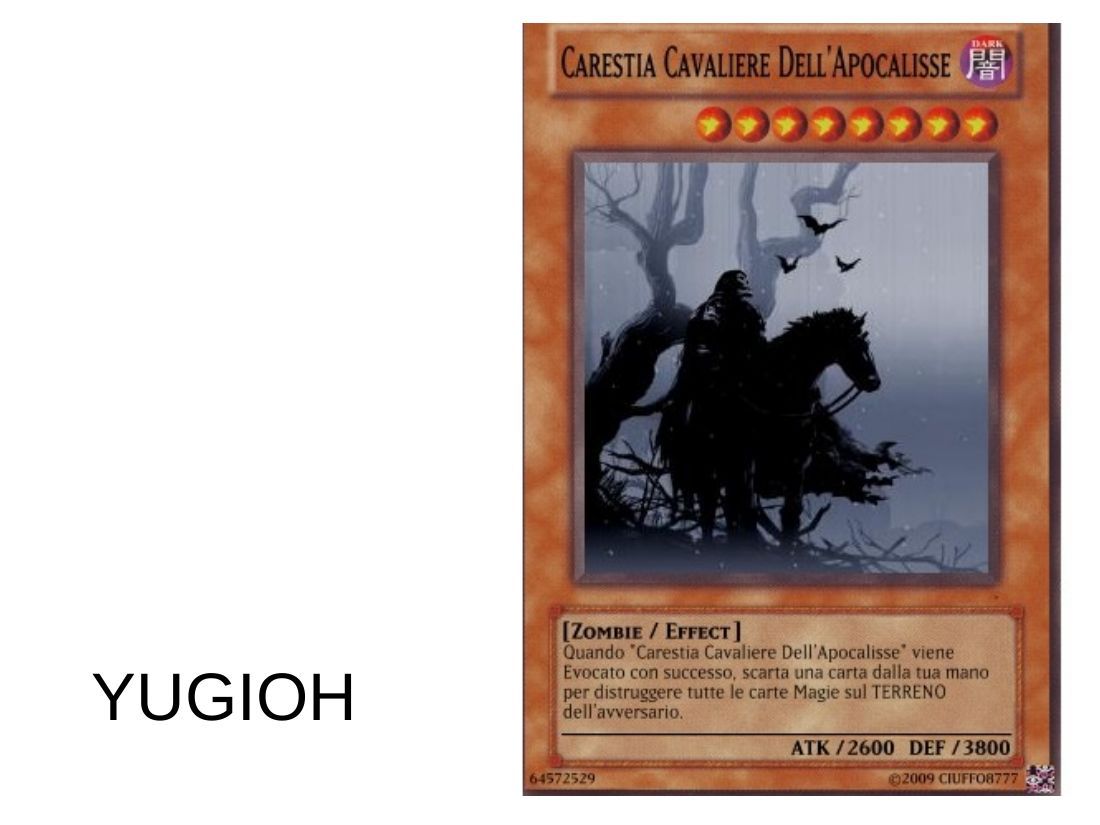 CARESTIA CAVALIERE DELL'APOCALISSE
DARK
闇
[ZOMBIE / EFFECT]
Quando "Carestia Cavaliere Dell'Apocalisse" viene
Evocato con successo, scarta una carta dalla tua mano
per distruggere tutte le carte Magie sul TERRENO
dell'avversario.
ATK / 2600 DEF / 3800
64572529
©2009 CIUFFO8777
YUGIOH